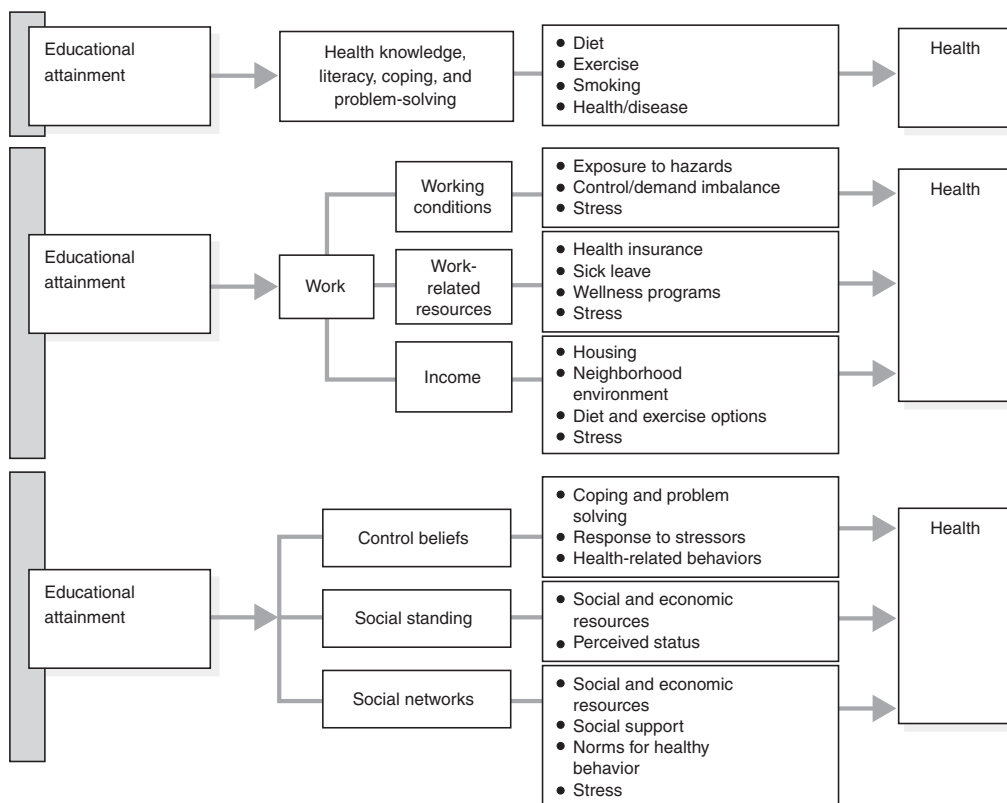 Educational
attainment
Health knowledge,
literacy, coping, and
problem-solving
● Diet
● Exercise
● Smoking
● Health/disease
Health
Educational
attainment
Work
Working
conditions
● Exposure to hazards
● Control/demand imbalance
● Stress
Work-
related
resources
● Health insurance
● Sick leave
● Wellness programs
● Stress
Income
● Housing
● Neighborhood
environment
● Diet and exercise options
● Stress
Health
Educational
attainment
Control beliefs
● Coping and problem
solving
● Response to stressors
● Health-related behaviors
Social standing
● Social and economic
resources
● Perceived status
Social networks
● Social and economic
resources
● Social support
● Norms for healthy
behavior
● Stress
Health